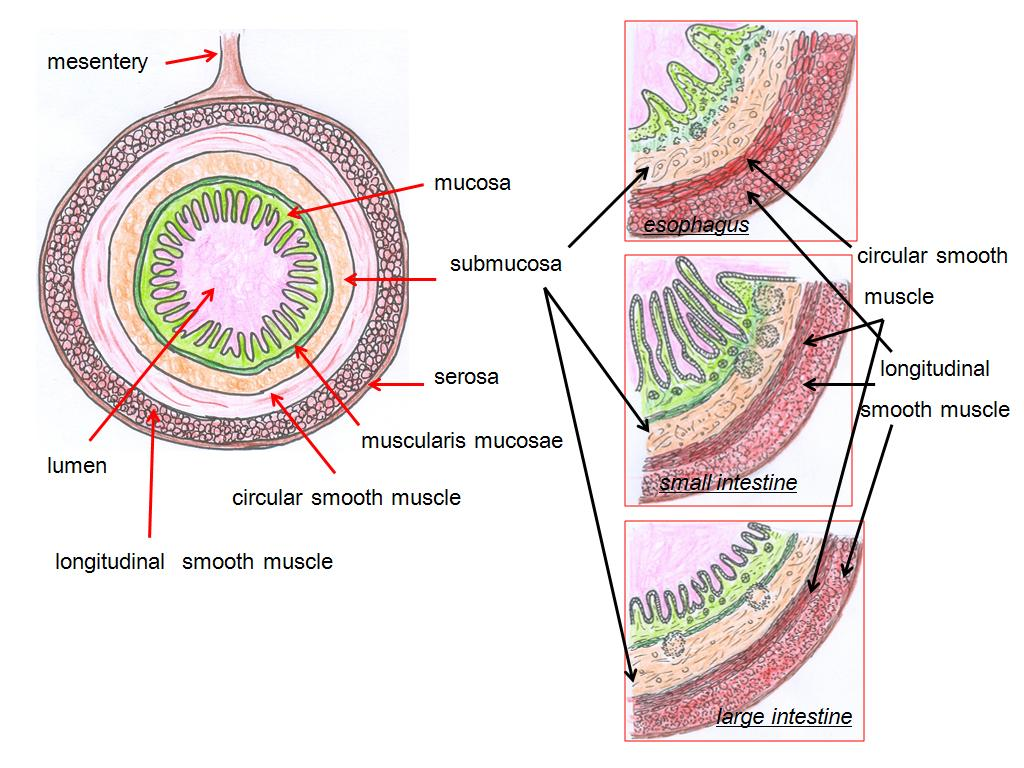 mesentery
mucosa
submucosa
serosa
muscularis mucosae
lumen
circular smooth muscle
longitudinal smooth muscle
esophagus
circular smooth
muscle
longitudinal
smooth muscle
small intestine
large intestine